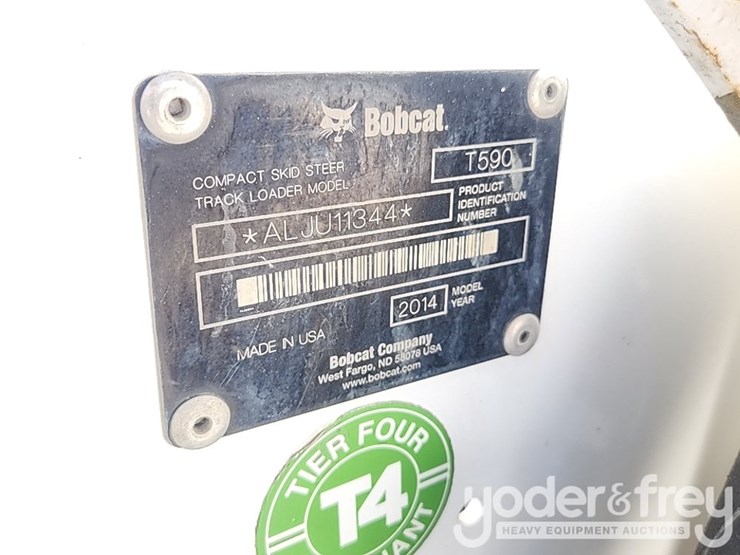 Bobcat.
COMPACT SKID STEER
TRACK LOADER MODEL
T590
*ALJU11344*
PRODUCT
IDENTIFICATION
NUMBER
2014
MODEL
YEAR
MADE IN USA
Bobcat Company
West Fargo, ND 58078 USA
www.bobcat.com
TIER FOUR
T4
yoder&frey
HEAVY EQUIPMENT AUCTIONS